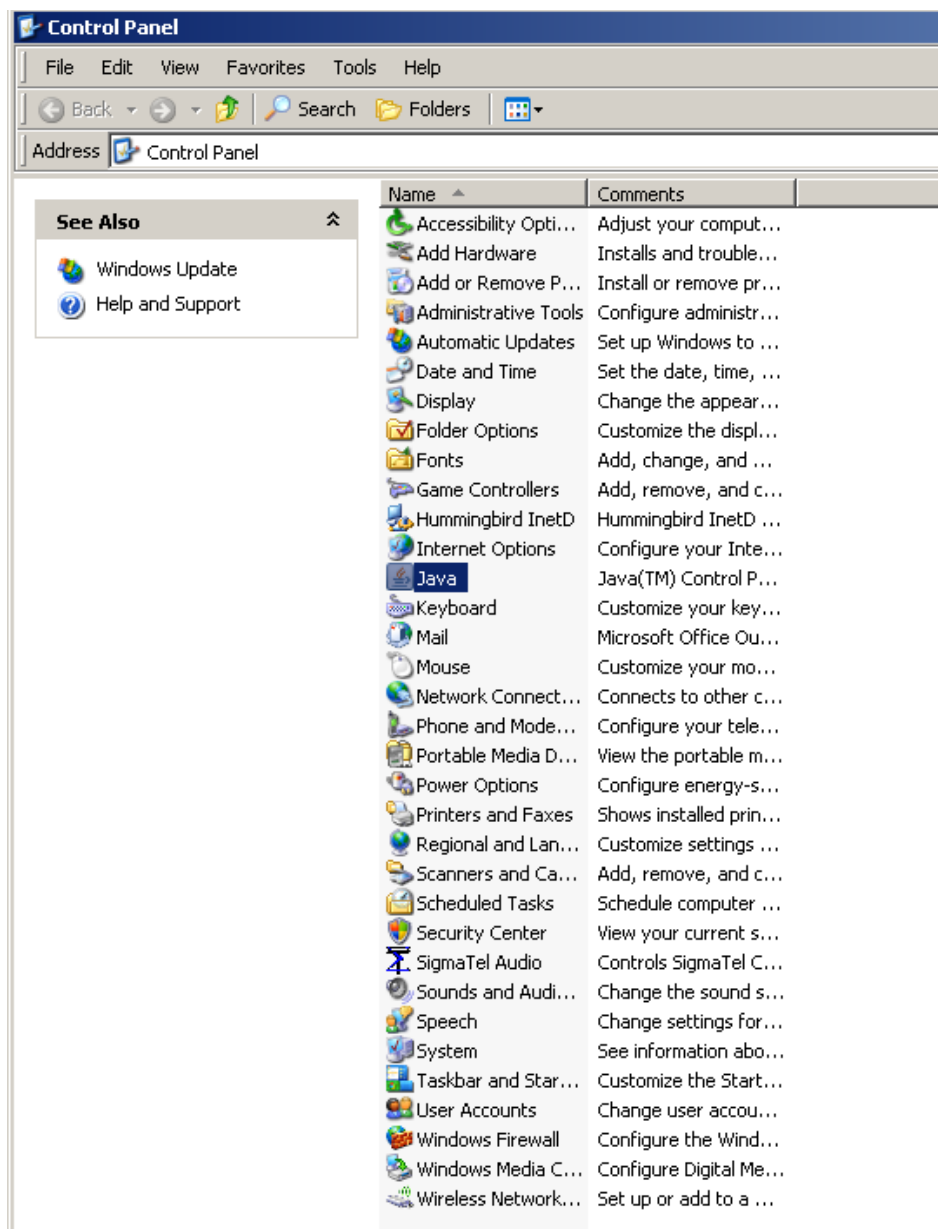 Control Panel
File Edit View Favorites Tools Help
Back Search Folders
Address Control Panel
See Also
Windows Update
Help and Support
Name Comments
Accessibility Opti... Adjust your comput...
Add Hardware Installs and trouble...
Add or Remove P... Install or remove pr...
Administrative Tools Configure administr...
Automatic Updates Set up Windows to ...
Date and Time Set the date, time, ...
Display Change the appear...
Folder Options Customize the displ...
Fonts Add, change, and ...
Game Controllers Add, remove, and c...
Hummingbird InetD Hummingbird InetD ...
Internet Options Configure your Inte...
Java Java(TM) Control P...
Keyboard Customize your key...
Mail Microsoft Office Ou...
Mouse Customize your mo...
Network Connect... Connects to other c...
Phone and Mode... Configure your tele...
Portable Media D... View the portable m...
Power Options Configure energy-s...
Printers and Faxes Shows installed prin...
Regional and Lan... Customize settings ...
Scanners and Ca... Add, remove, and c...
Scheduled Tasks Schedule computer ...
Security Center View your current s...
SigmaTel Audio Controls SigmaTel C...
Sounds and Audi... Change the sound s...
Speech Change settings for...
System See information abo...
Taskbar and Star... Customize the Start...
User Accounts Change user accou...
Windows Firewall Configure the Wind...
Windows Media C... Configure Digital Me...
Wireless Network... Set up or add to a ...